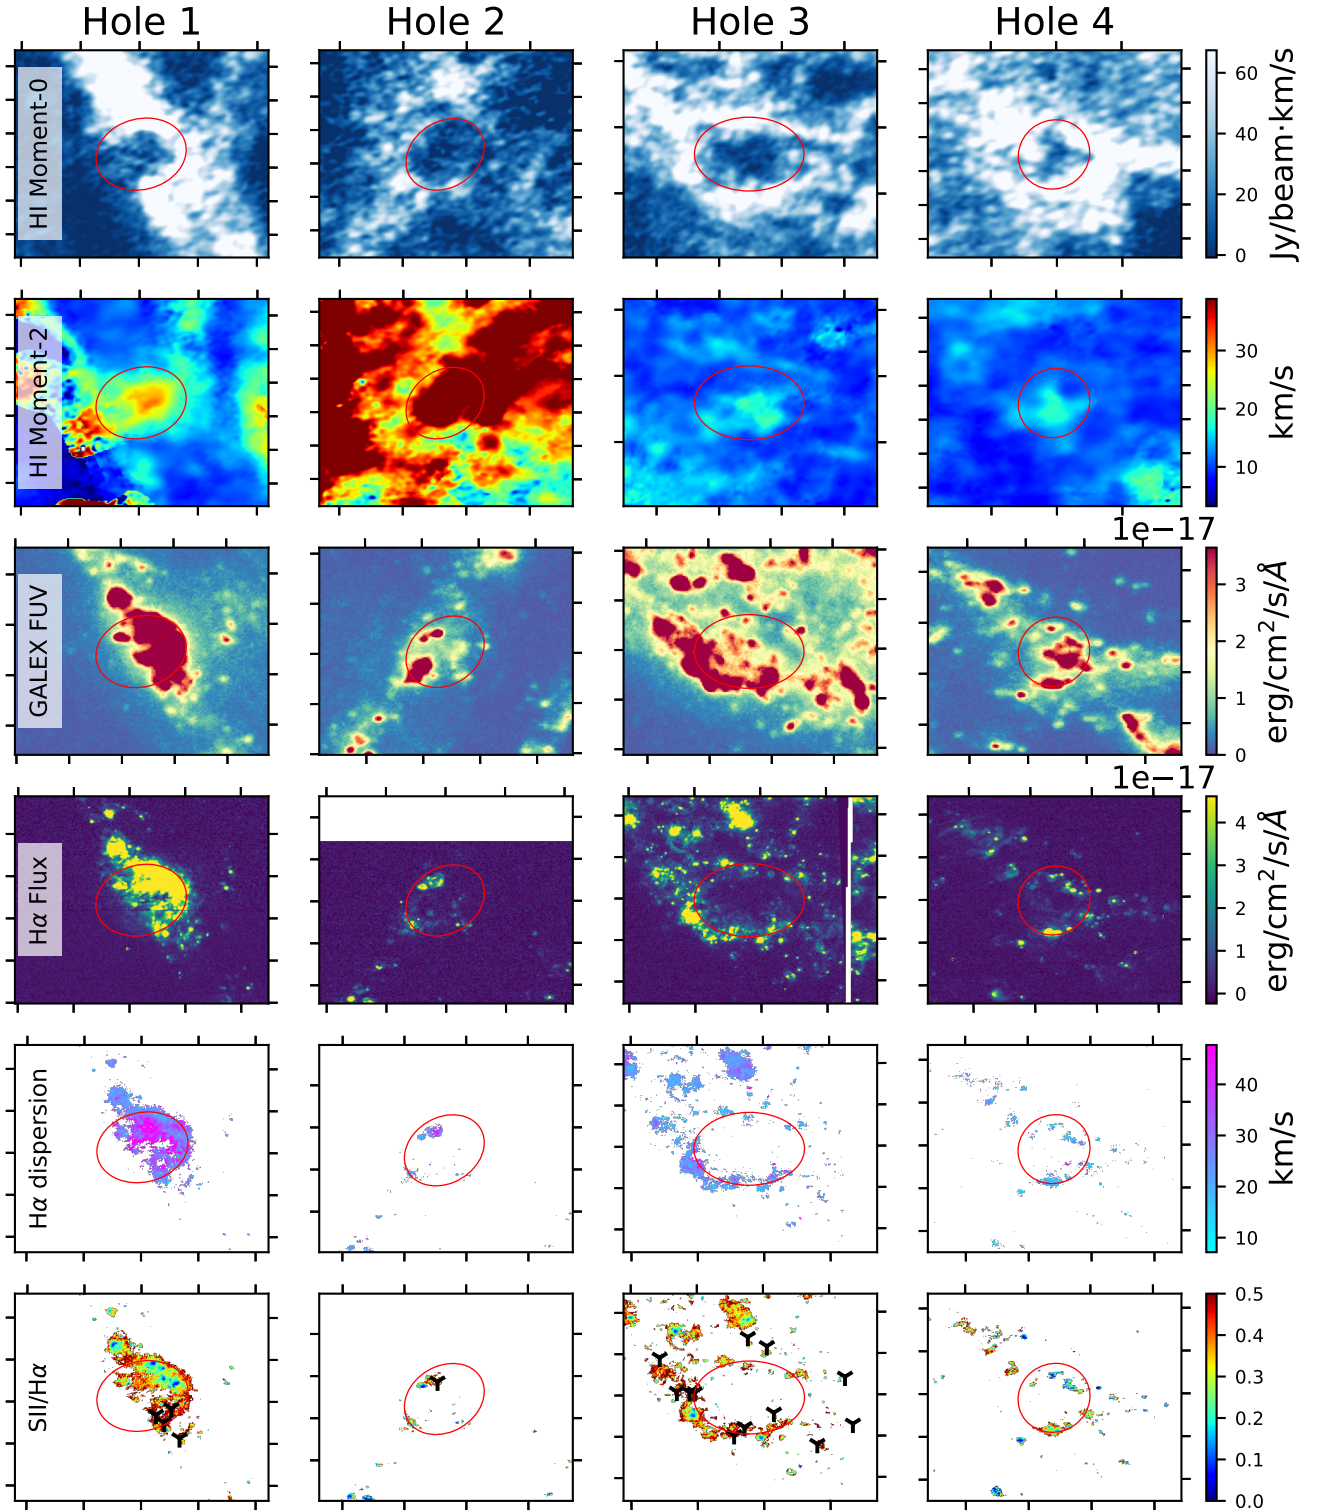 Hole 1 Hole 2 Hole 3 Hole 4
HI Moment-0
60
40
20
0
Jy/beam·km/s
HI Moment-2
30
20
10
km/s
GALEX FUV
1e−17
3
2
1
0
erg/cm²/s/Å
Hα Flux
1e−17
4
3
2
1
0
erg/cm²/s/Å
Hα dispersion
40
30
20
10
km/s
SII/Hα
0.5
0.4
0.3
0.2
0.1
0.0